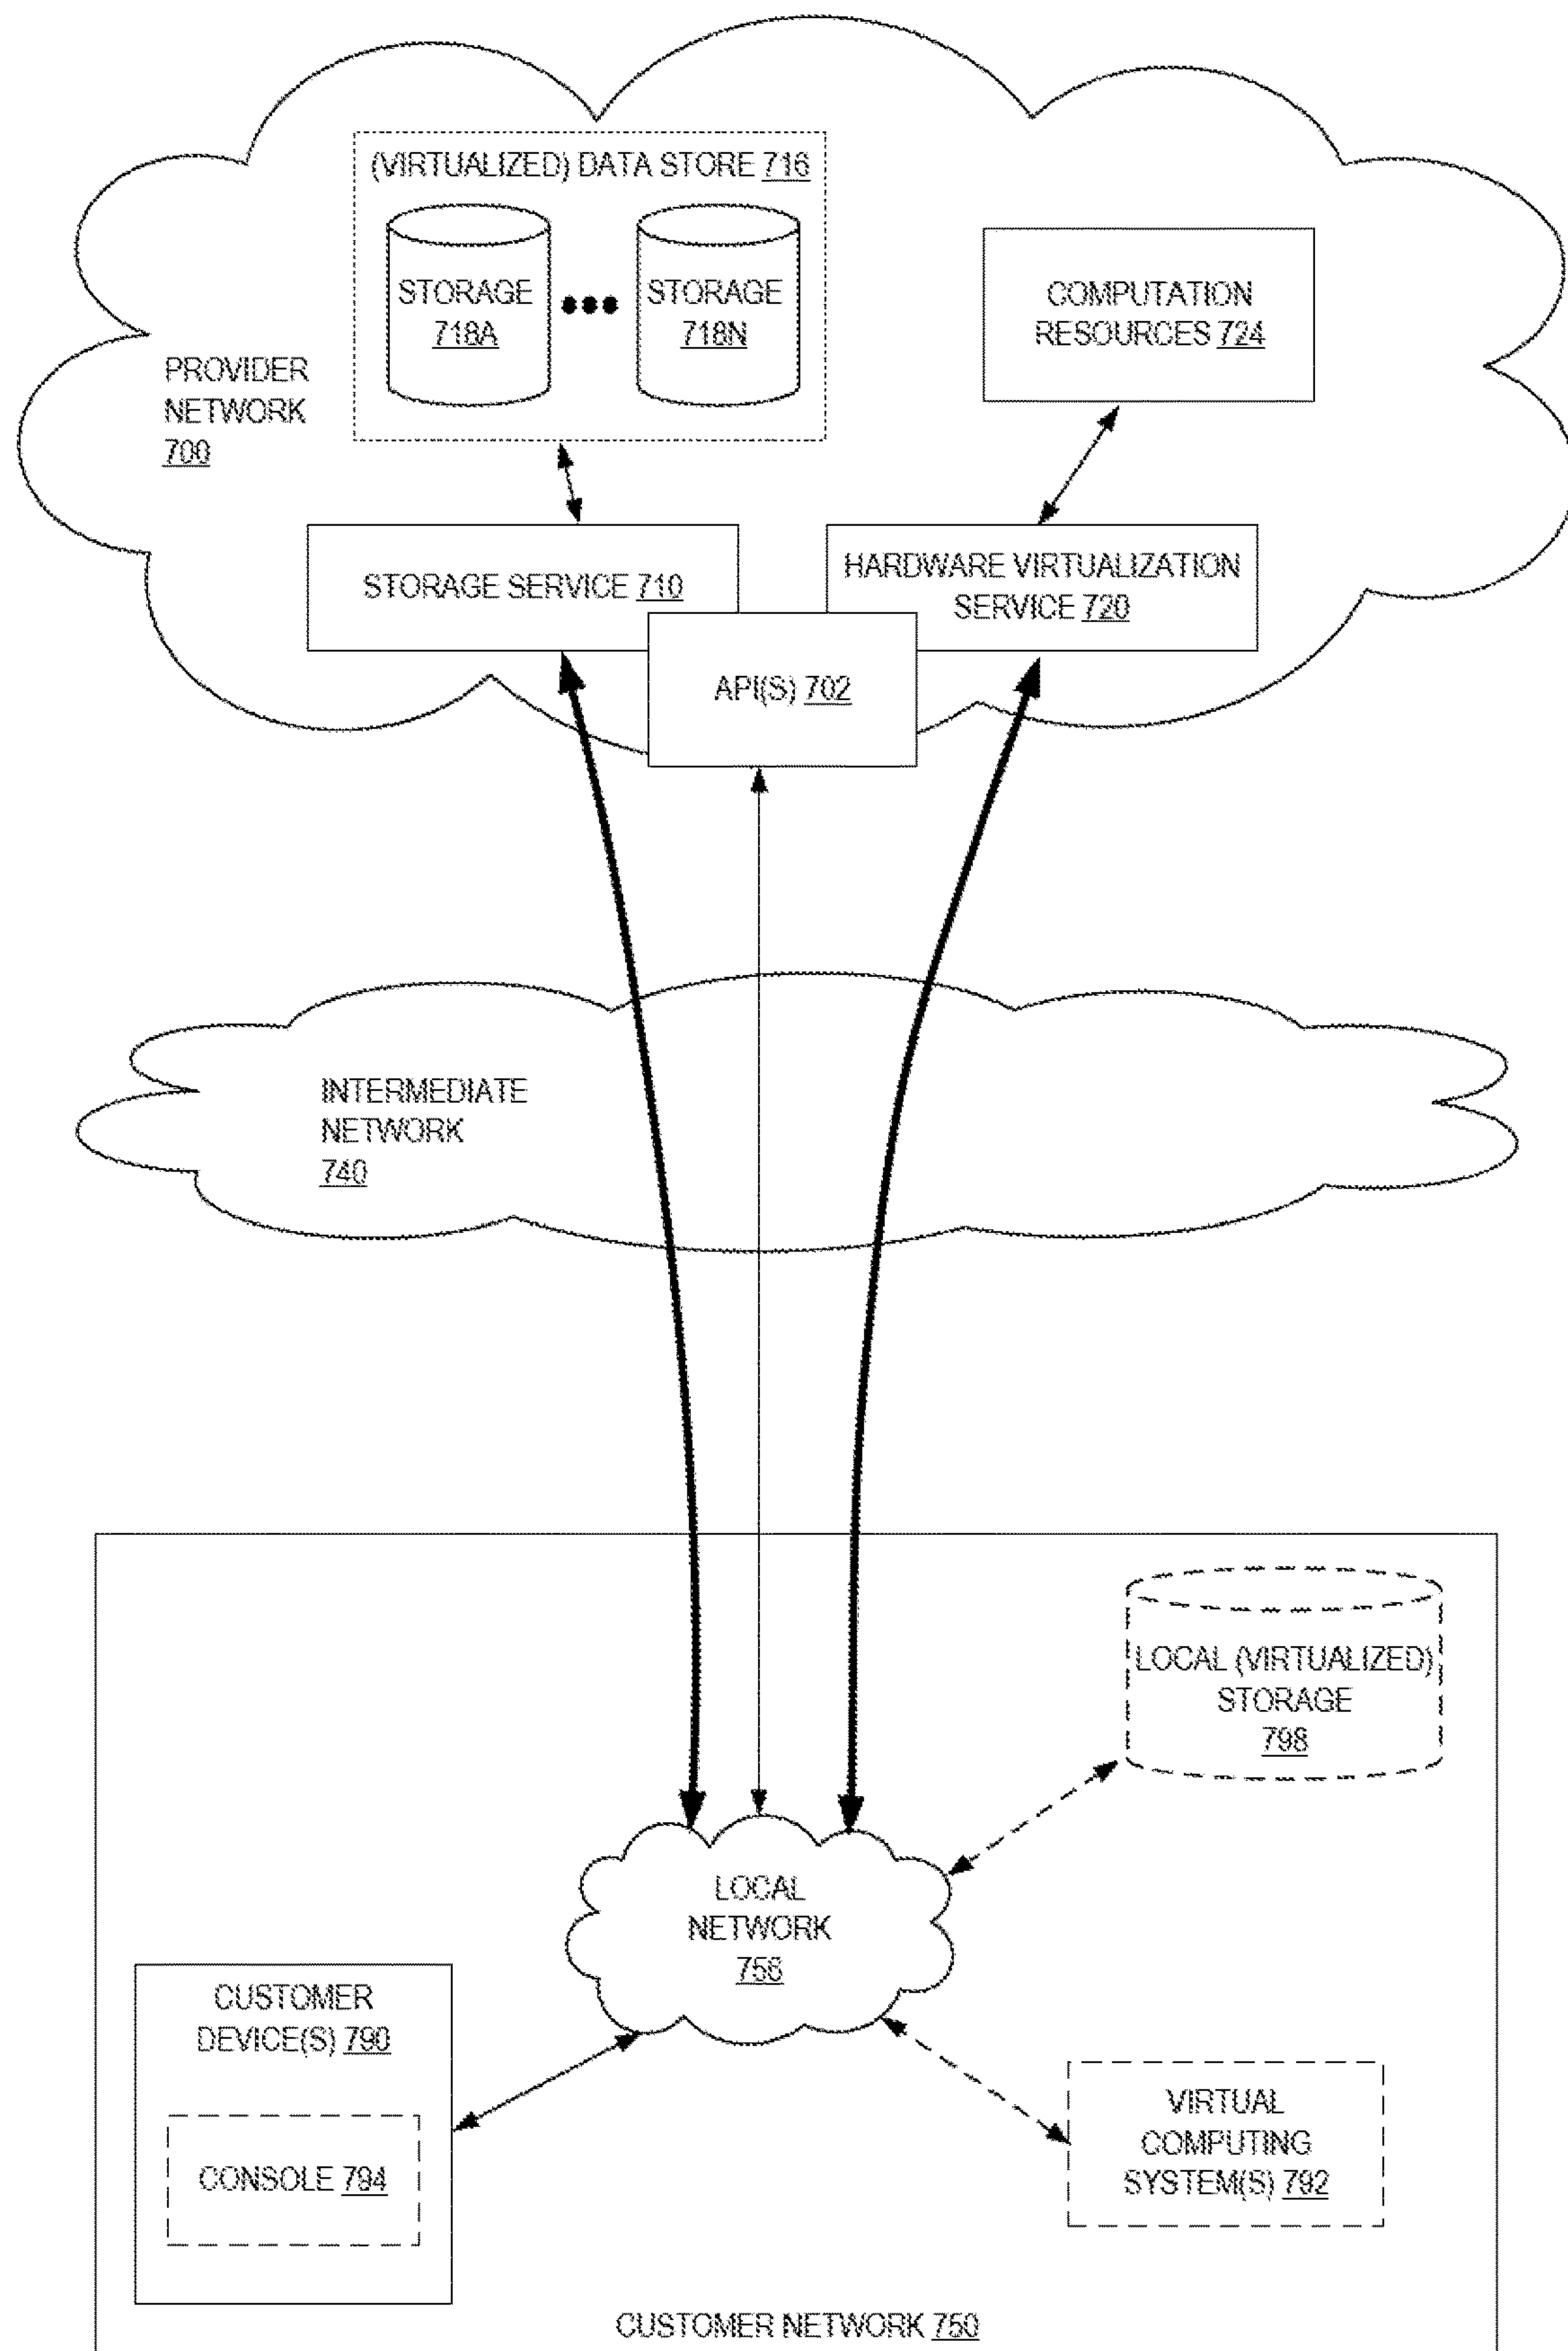 (VIRTUALIZED) DATA STORE 716
STORAGE
718A
STORAGE
718N
COMPUTATION
RESOURCES 724
PROVIDER
NETWORK
700
STORAGE SERVICE 710
HARDWARE VIRTUALIZATION
SERVICE 720
API(S) 702
INTERMEDIATE
NETWORK
740
LOCAL (VIRTUALIZED)
STORAGE
798
LOCAL
NETWORK
756
CUSTOMER
DEVICE(S) 790
CONSOLE 794
VIRTUAL
COMPUTING
SYSTEM(S) 792
CUSTOMER NETWORK 750